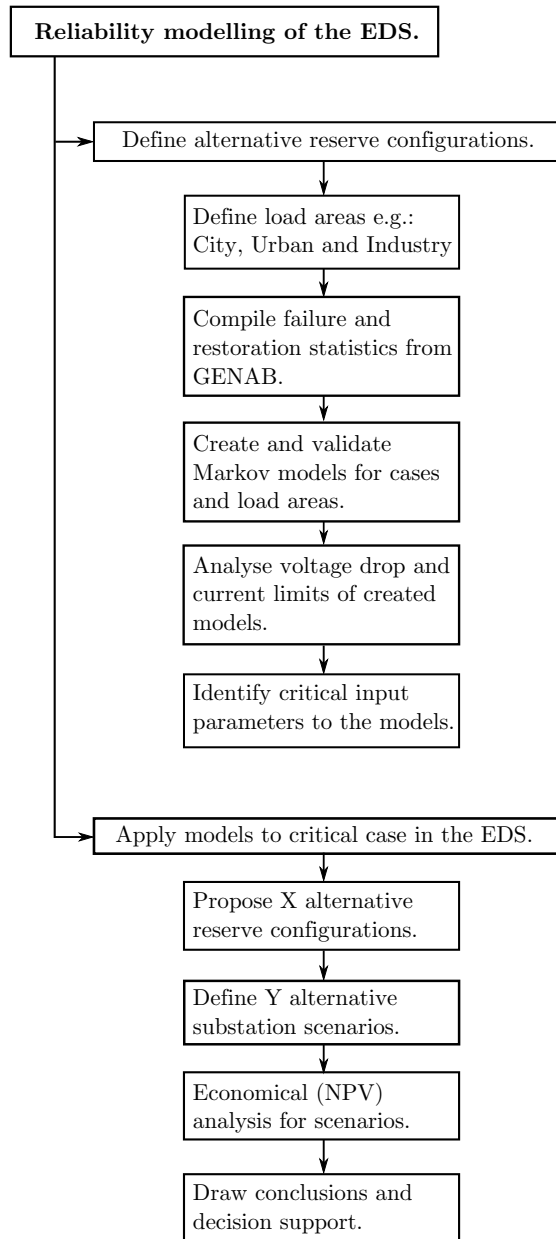 Reliability modelling of the EDS.
Define alternative reserve configurations.
Define load areas e.g.:
City, Urban and Industry
Compile failure and
restoration statistics from
GENAB.
Create and validate
Markov models for cases
and load areas.
Analyse voltage drop and
current limits of created
models.
Identify critical input
parameters to the models.
Apply models to critical case in the EDS.
Propose X alternative
reserve configurations.
Define Y alternative
substation scenarios.
Economical (NPV)
analysis for scenarios.
Draw conclusions and
decision support.